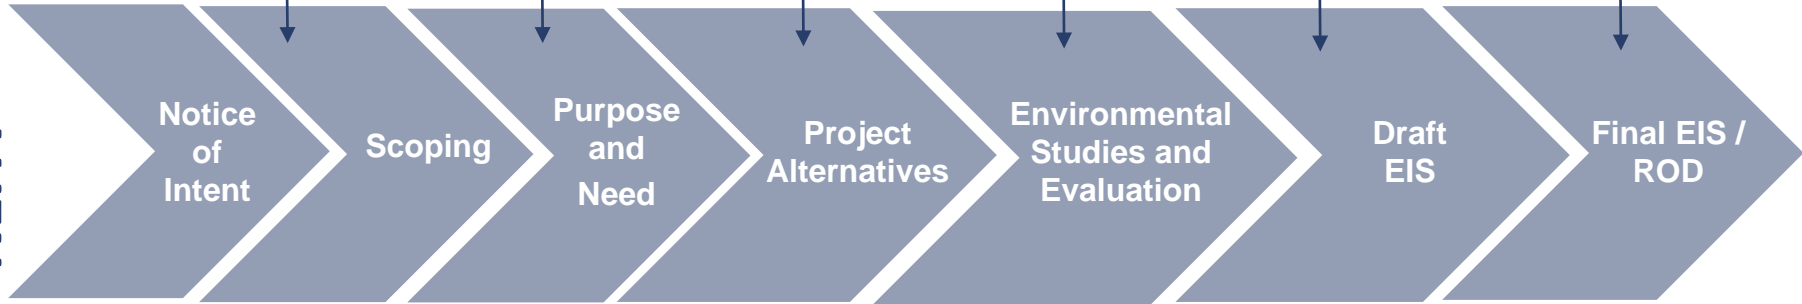 Notice
of
Intent
Scoping
Purpose
and
Need
Project
Alternatives
Environmental
Studies and
Evaluation
Draft
EIS
Final EIS /
ROD